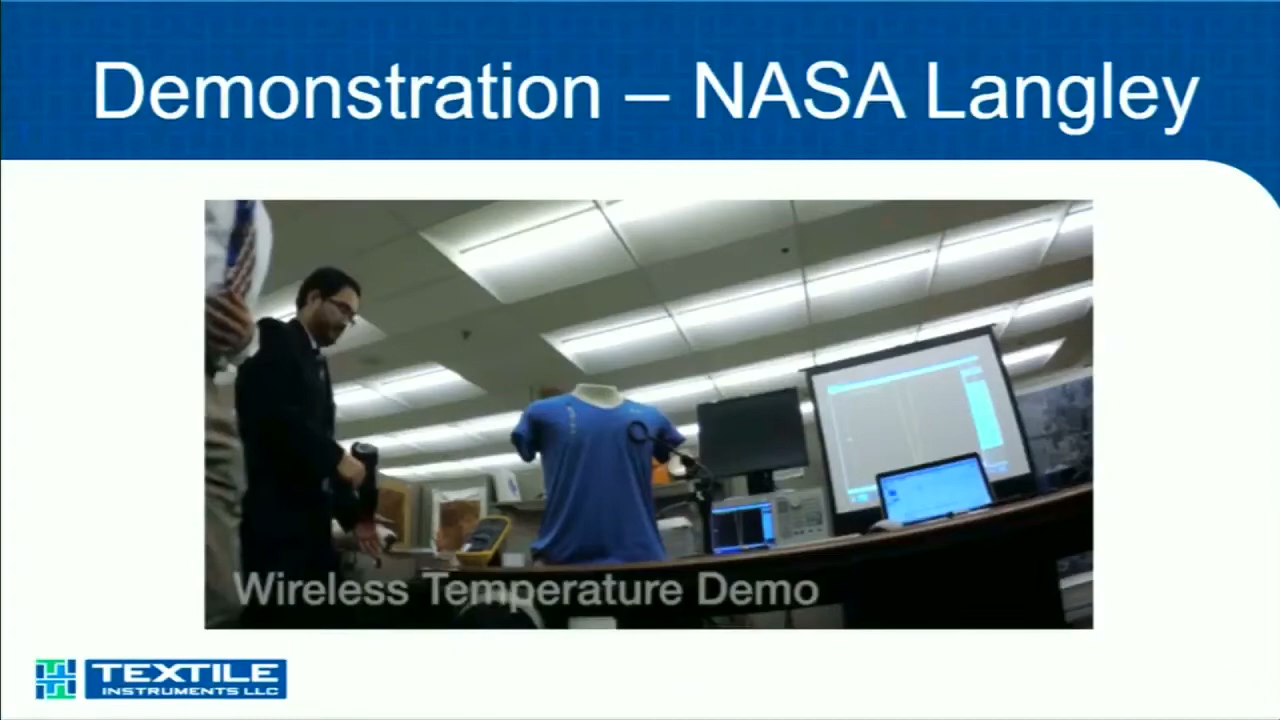 Demonstration – NASA Langley
Wireless Temperature Demo
TEXTILE
INSTRUMENTS LLC